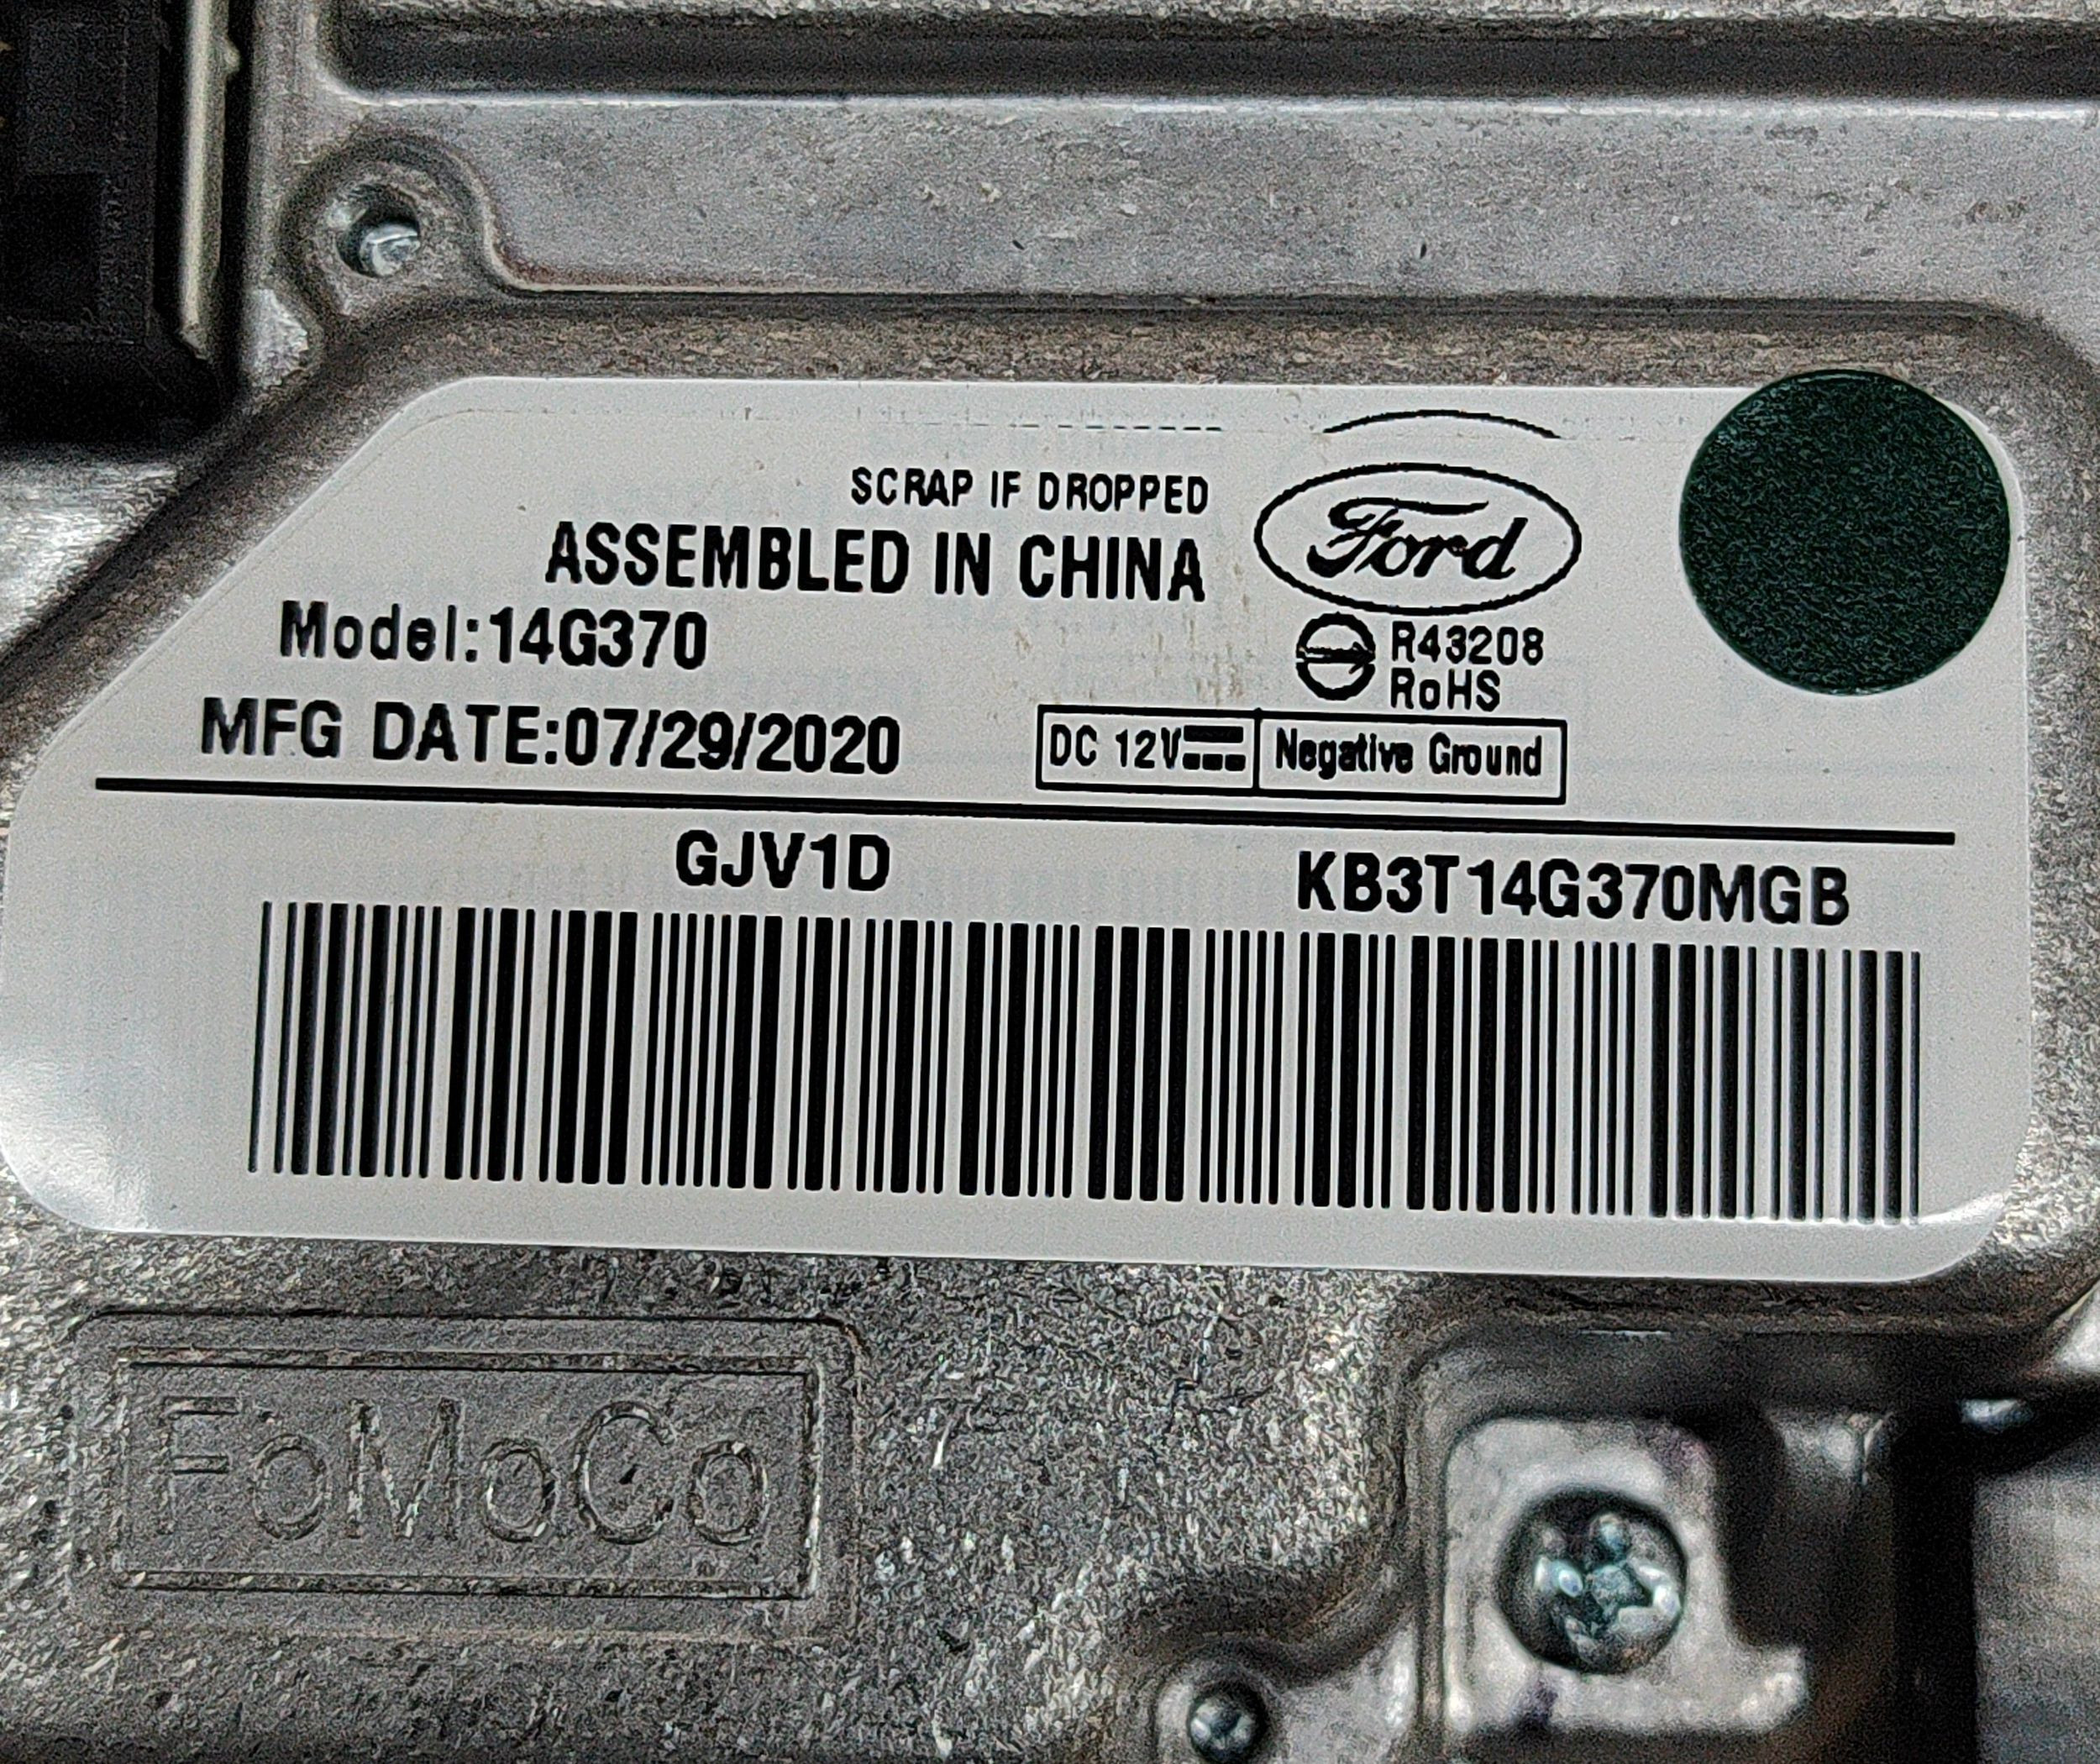 SCRAP IF DROPPED
ASSEMBLED IN CHINA
Ford
Model:14G370
R43208
RoHS
MFG DATE:07/29/2020
DC 12V
Negative Ground
GJV1D
KB3T14G370MGB
FoMoCo